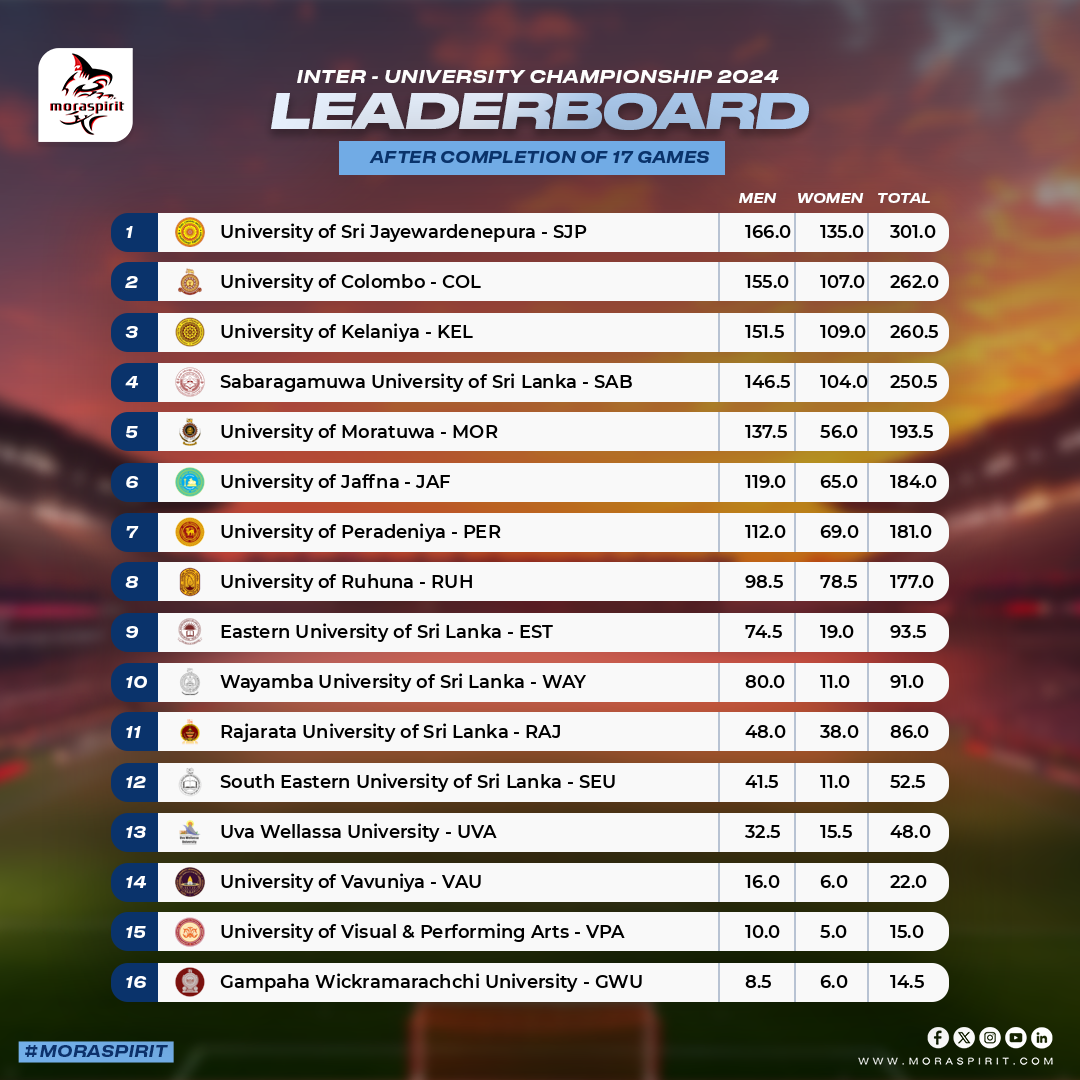 moraspirit
INTER - UNIVERSITY CHAMPIONSHIP 2024
LEADERBOARD
AFTER COMPLETION OF 17 GAMES
MEN WOMEN TOTAL
1 University of Sri Jayewardenepura - SJP 166.0 135.0 301.0
2 University of Colombo - COL 155.0 107.0 262.0
3 University of Kelaniya - KEL 151.5 109.0 260.5
4 Sabaragamuwa University of Sri Lanka - SAB 146.5 104.0 250.5
5 University of Moratuwa - MOR 137.5 56.0 193.5
6 University of Jaffna - JAF 119.0 65.0 184.0
7 University of Peradeniya - PER 112.0 69.0 181.0
8 University of Ruhuna - RUH 98.5 78.5 177.0
9 Eastern University of Sri Lanka - EST 74.5 19.0 93.5
10 Wayamba University of Sri Lanka - WAY 80.0 11.0 91.0
11 Rajarata University of Sri Lanka - RAJ 48.0 38.0 86.0
12 South Eastern University of Sri Lanka - SEU 41.5 11.0 52.5
13 Uva Wellassa University - UVA 32.5 15.5 48.0
14 University of Vavuniya - VAU 16.0 6.0 22.0
15 University of Visual & Performing Arts - VPA 10.0 5.0 15.0
16 Gampaha Wickramarachchi University - GWU 8.5 6.0 14.5
#MORASPIRIT
WWW.MORASPIRIT.COM